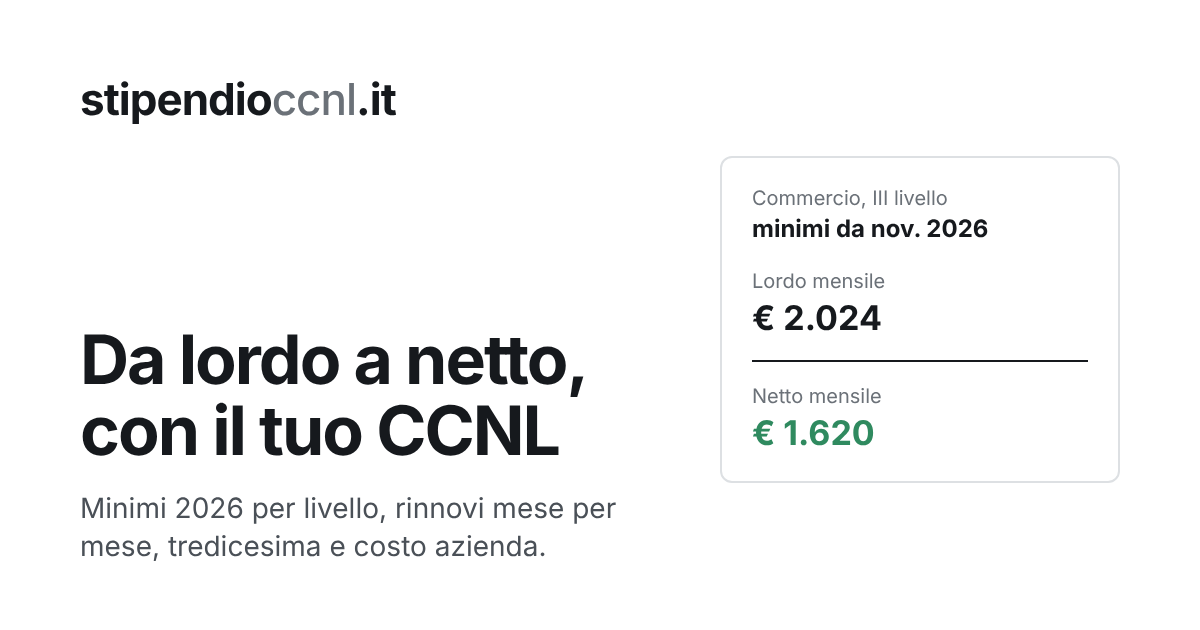 stipendioccnl.it
Da lordo a netto,
con il tuo CCNL
Minimi 2026 per livello, rinnovi mese per
mese, tredicesima e costo azienda.
Commercio, III livello
minimi da nov. 2026
Lordo mensile
€ 2.024
Netto mensile
€ 1.620